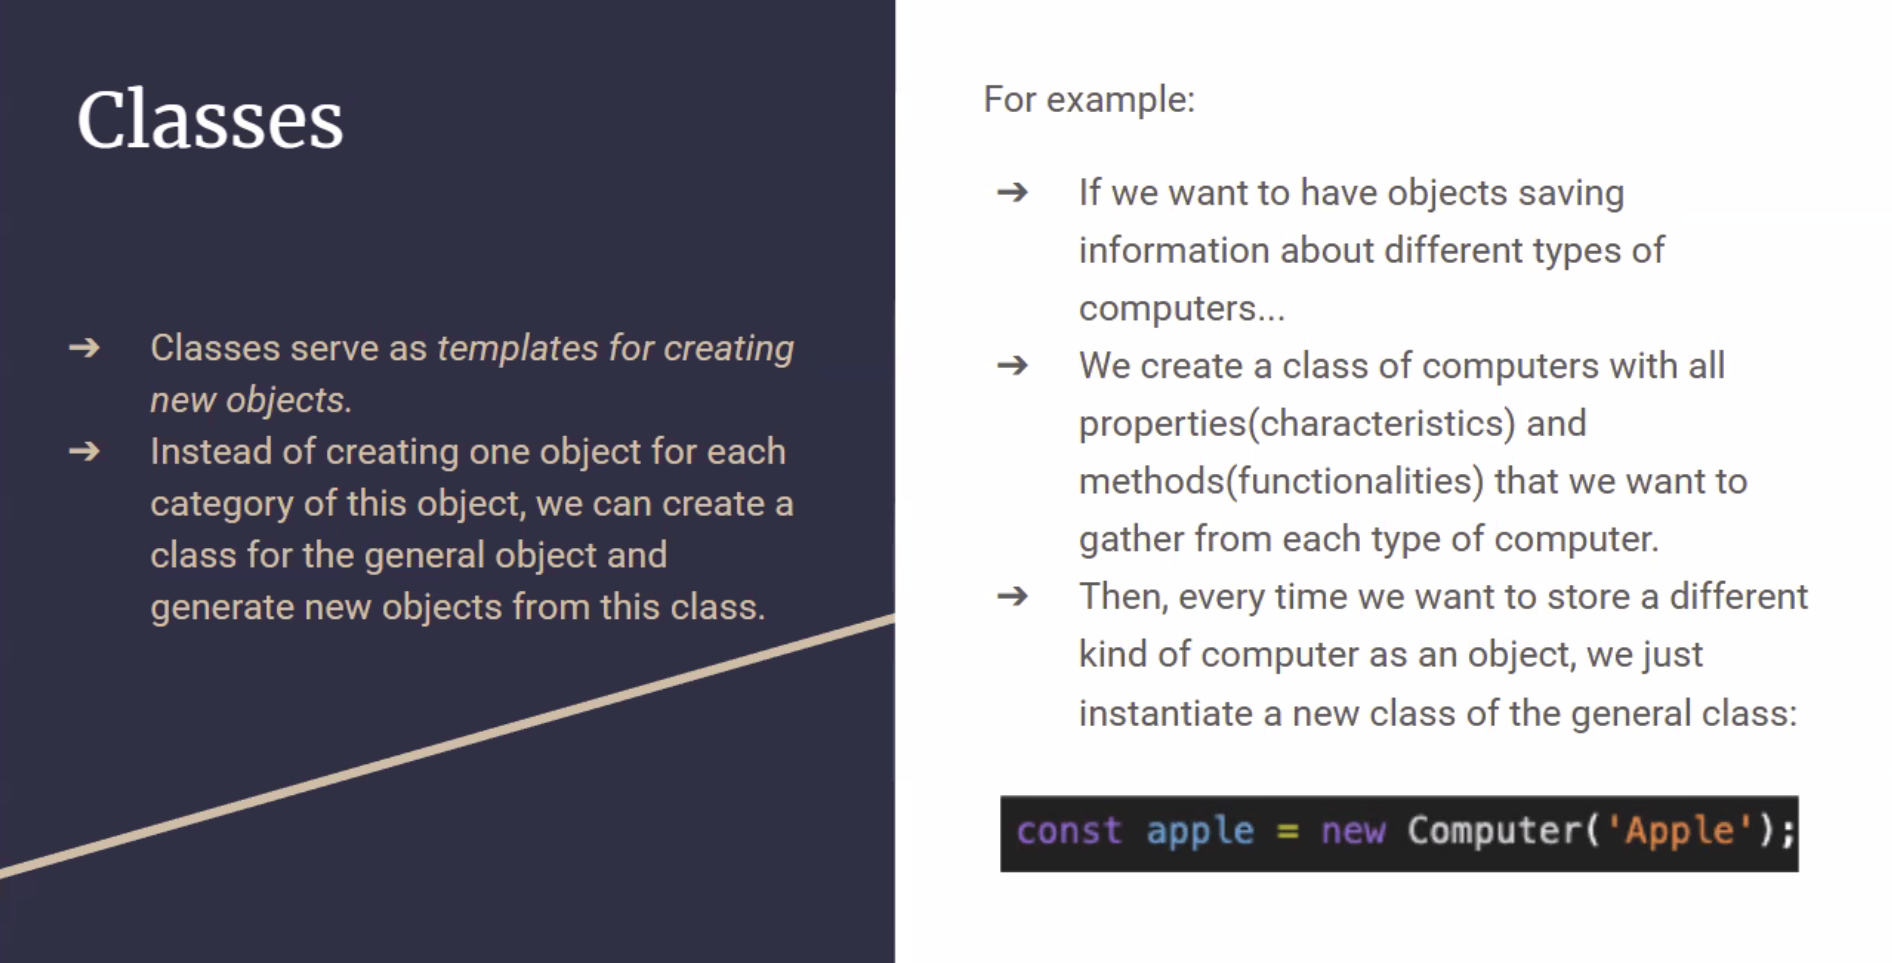 Classes
➔ Classes serve as templates for creating
new objects.
➔ Instead of creating one object for each
category of this object, we can create a
class for the general object and
generate new objects from this class.
For example:
➔ If we want to have objects saving
information about different types of
computers...
➔ We create a class of computers with all
properties(characteristics) and
methods(functionalities) that we want to
gather from each type of computer.
➔ Then, every time we want to store a different
kind of computer as an object, we just
instantiate a new class of the general class:
const apple = new Computer('Apple');